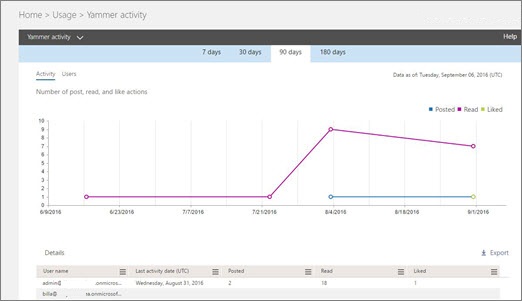 Home > Usage > Yammer activity
Yammer activity Help
7 days 30 days 90 days 180 days
Activity Users Data as of: Tuesday, September 06, 2016 (UTC)
Number of post, read, and like actions
Posted Read Liked
10
9
8
7
6
5
4
3
2
1
0
6/9/2016 6/23/2016 7/7/2016 7/21/2016 8/4/2016 8/18/2016 9/1/2016
Details Export
User name Last activity date (UTC) Posted Read Liked
admin@ .onmicros... Wednesday, August 31, 2016 2 18 1
billa@ .onmicrosof...